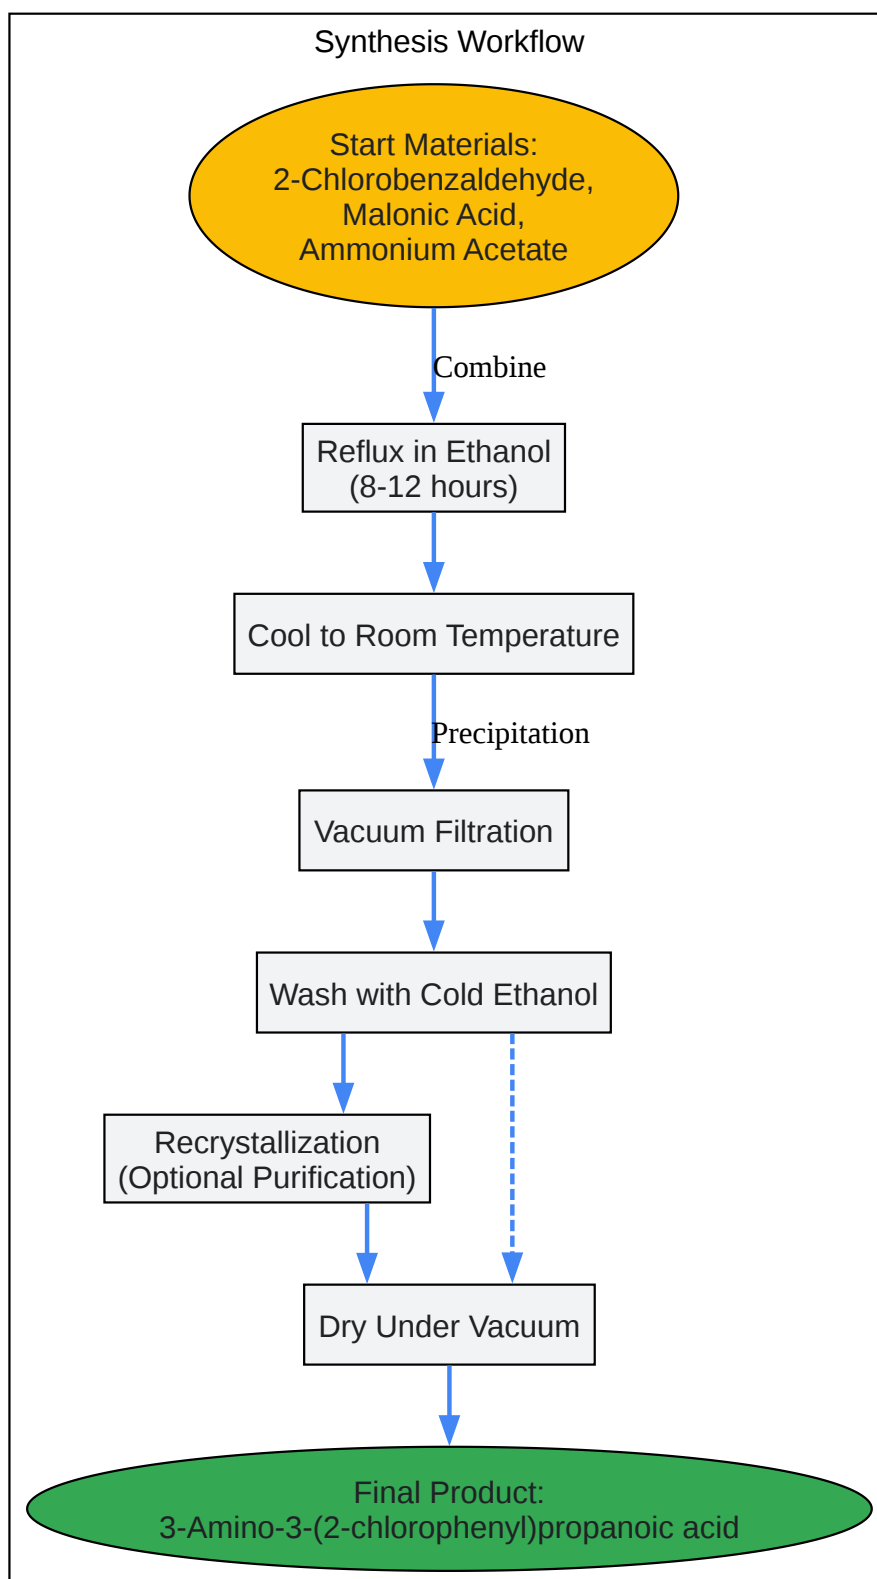 Synthesis Workflow
Start Materials:
2-Chlorobenzaldehyde,
Malonic Acid,
Ammonium Acetate
Combine
Reflux in Ethanol
(8-12 hours)
Cool to Room Temperature
Precipitation
Vacuum Filtration
Wash with Cold Ethanol
Recrystallization
(Optional Purification)
Dry Under Vacuum
Final Product:
3-Amino-3-(2-chlorophenyl)propanoic acid